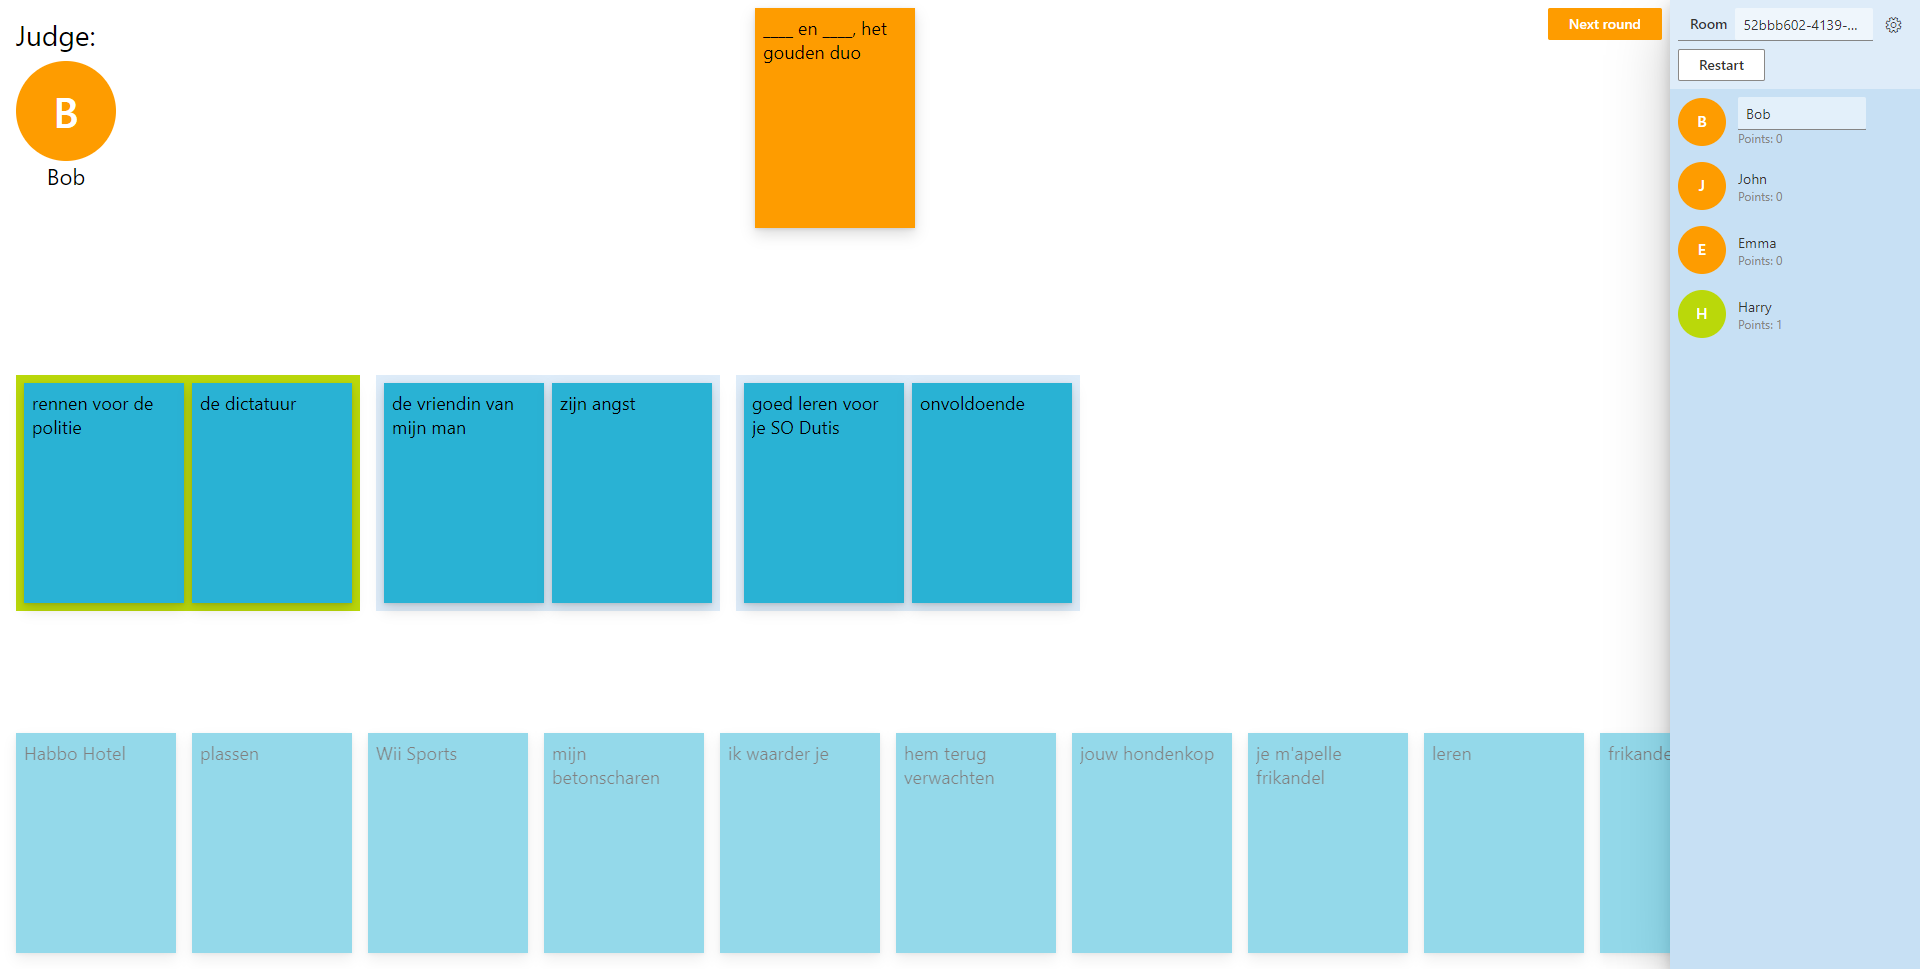 Judge:
B
Bob
____ en ____, het
gouden duo
Next round
Room 52bbb602-4139-...
Restart
B
Bob
Points: 0
J
John
Points: 0
E
Emma
Points: 0
H
Harry
Points: 1
rennen voor de
politie
de dictatuur
de vriendin van
mijn man
zijn angst
goed leren voor
je SO Dutis
onvoldoende
Habbo Hotel
plassen
Wii Sports
mijn
betonscharen
ik waarder je
hem terug
verwachten
jouw hondenkop
je m'apelle
frikandel
leren
frikande